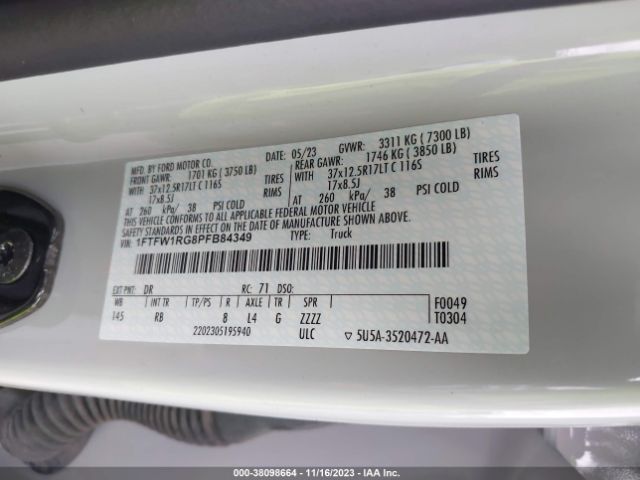 MFD. BY FORD MOTOR CO.
DATE: 05/23 GVWR: 3311 KG ( 7300 LB)
FRONT GAWR: 1701 KG ( 3750 LB)
REAR GAWR: 1746 KG ( 3850 LB)
WITH 37x12.5R17LT C 116S TIRES
WITH 37x12.5R17LT C 116S TIRES
17x8.5J RIMS
17x8.5J RIMS
AT 260 kPa/ 38 PSI COLD
AT 260 kPa/ 38 PSI COLD
THIS VEHICLE CONFORMS TO ALL APPLICABLE FEDERAL MOTOR VEHICLE
SAFETY STANDARDS IN EFFECT ON THE DATE OF MANUFACTURE SHOWN ABOVE.
VIN: 1FTFW1RG8PFB84349 TYPE: Truck
EXT PNT: DR RC: 71 DSO:
WB INT TR TP/PS R AXLE TR SPR F0049
145 RB 8 L4 G ZZZZ T0304
2202305195940 ULC ▽ 5U5A-3520472-AA
000-38098664 - 11/16/2023 - IAAI.COM